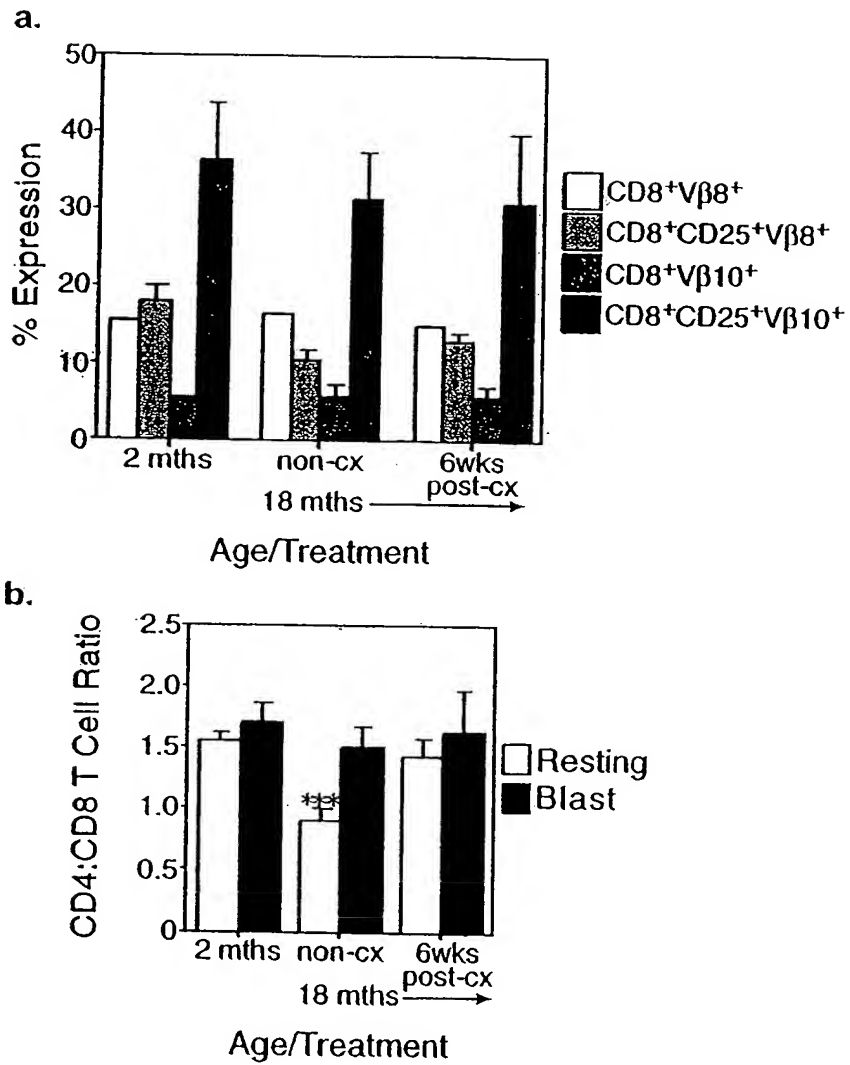 a.
50
40
30
20
10
0
% Expression
2 mths
non-cx
6wks
post-cx
18 mths
Age/Treatment
CD8+Vβ8+
CD8+CD25+Vβ8+
CD8+Vβ10+
CD8+CD25+Vβ10+
b.
2.5
2.0
1.5
1.0
0.5
0
CD4:CD8 T Cell Ratio
***
2 mths
non-cx
6wks
post-cx
18 mths
Age/Treatment
Resting
Blast